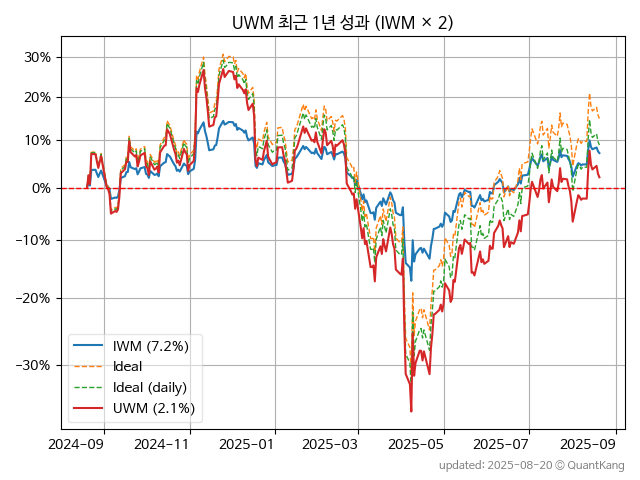 UWM 최근 1년 성과 (IWM × 2)
30%
20%
10%
0%
−10%
−20%
−30%
IWM (7.2%)
Ideal
Ideal (daily)
UWM (2.1%)
2024-09 2024-11 2025-01 2025-03 2025-05 2025-07 2025-09
updated: 2025-08-20 © QuantKang